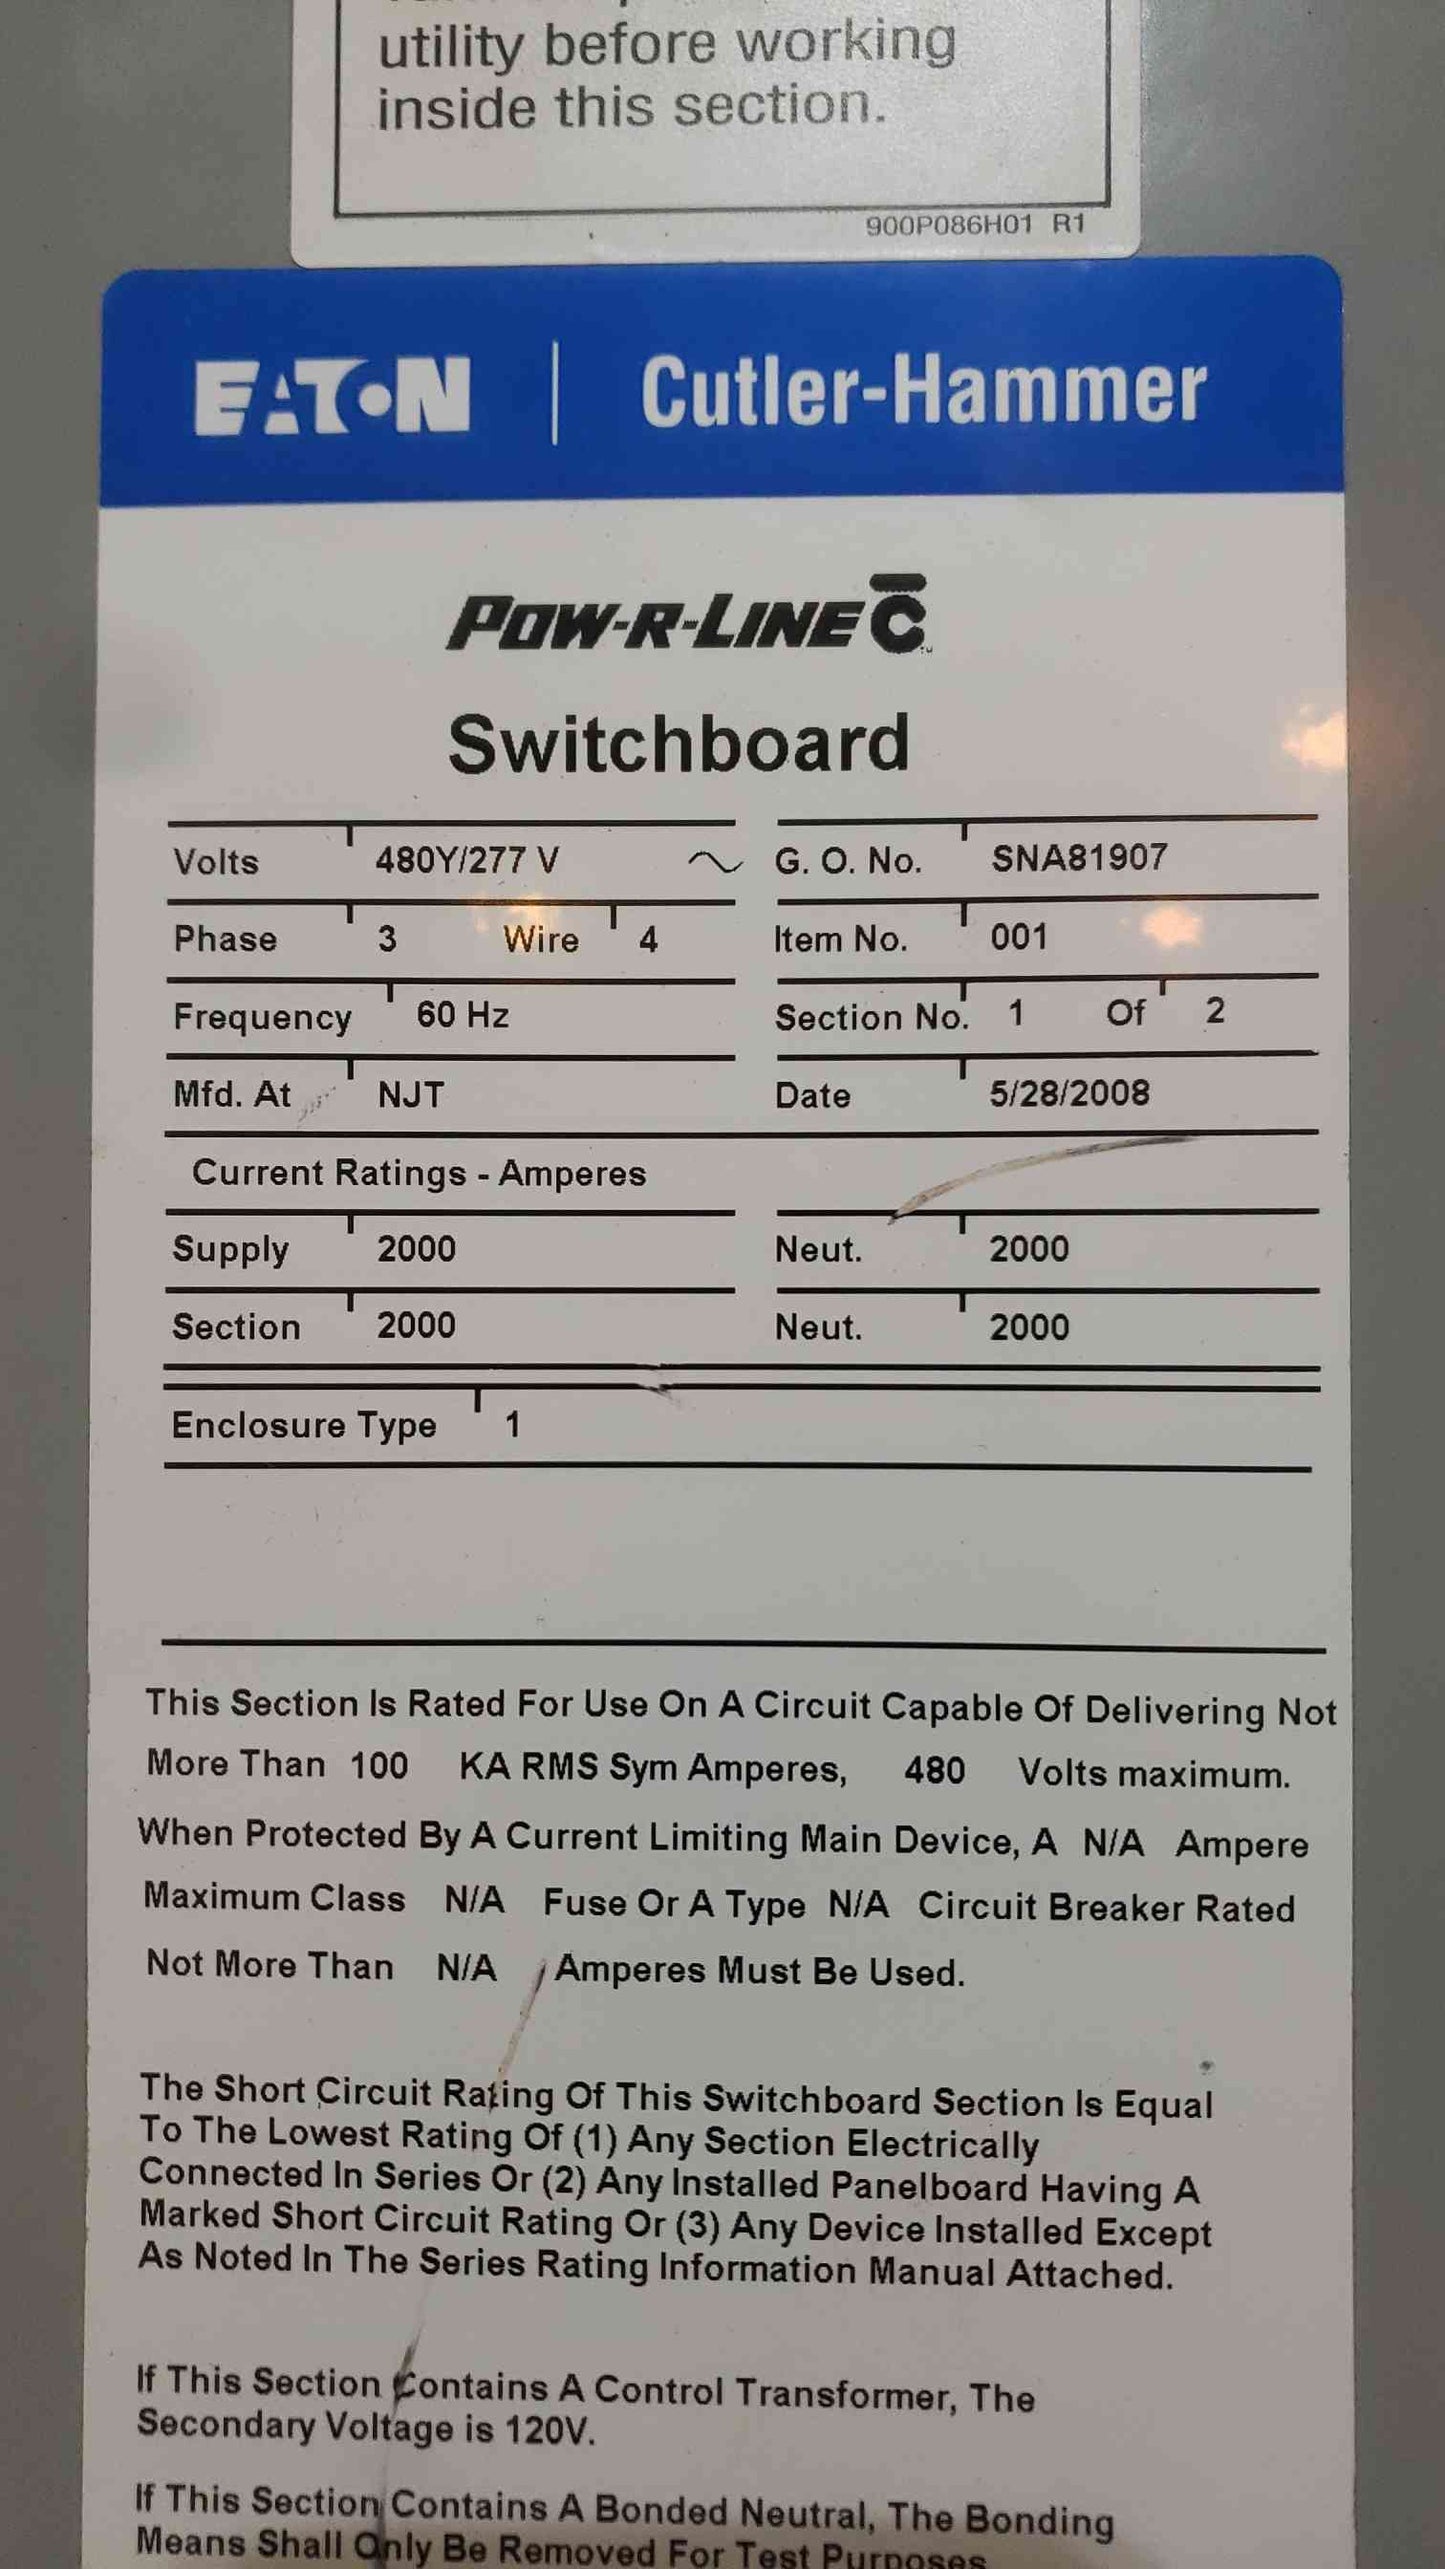 utility before working
inside this section.
900P086H01 R1
EATON | Cutler-Hammer
POW-R-LINE C
Switchboard
Volts 480Y/277 V ~ G. O. No. SNA81907
Phase 3 Wire 4 Item No. 001
Frequency 60 Hz Section No. 1 Of 2
Mfd. At NJT Date 5/28/2008
Current Ratings - Amperes
Supply 2000 Neut. 2000
Section 2000 Neut. 2000
Enclosure Type 1
This Section Is Rated For Use On A Circuit Capable Of Delivering Not
More Than 100 KA RMS Sym Amperes, 480 Volts maximum.
When Protected By A Current Limiting Main Device, A N/A Ampere
Maximum Class N/A Fuse Or A Type N/A Circuit Breaker Rated
Not More Than N/A Amperes Must Be Used.
The Short Circuit Rating Of This Switchboard Section Is Equal
To The Lowest Rating Of (1) Any Section Electrically
Connected In Series Or (2) Any Installed Panelboard Having A
Marked Short Circuit Rating Or (3) Any Device Installed Except
As Noted In The Series Rating Information Manual Attached.
If This Section Contains A Control Transformer, The
Secondary Voltage is 120V.
If This Section Contains A Bonded Neutral, The Bonding
Means Shall Only Be Removed For Test Purposes